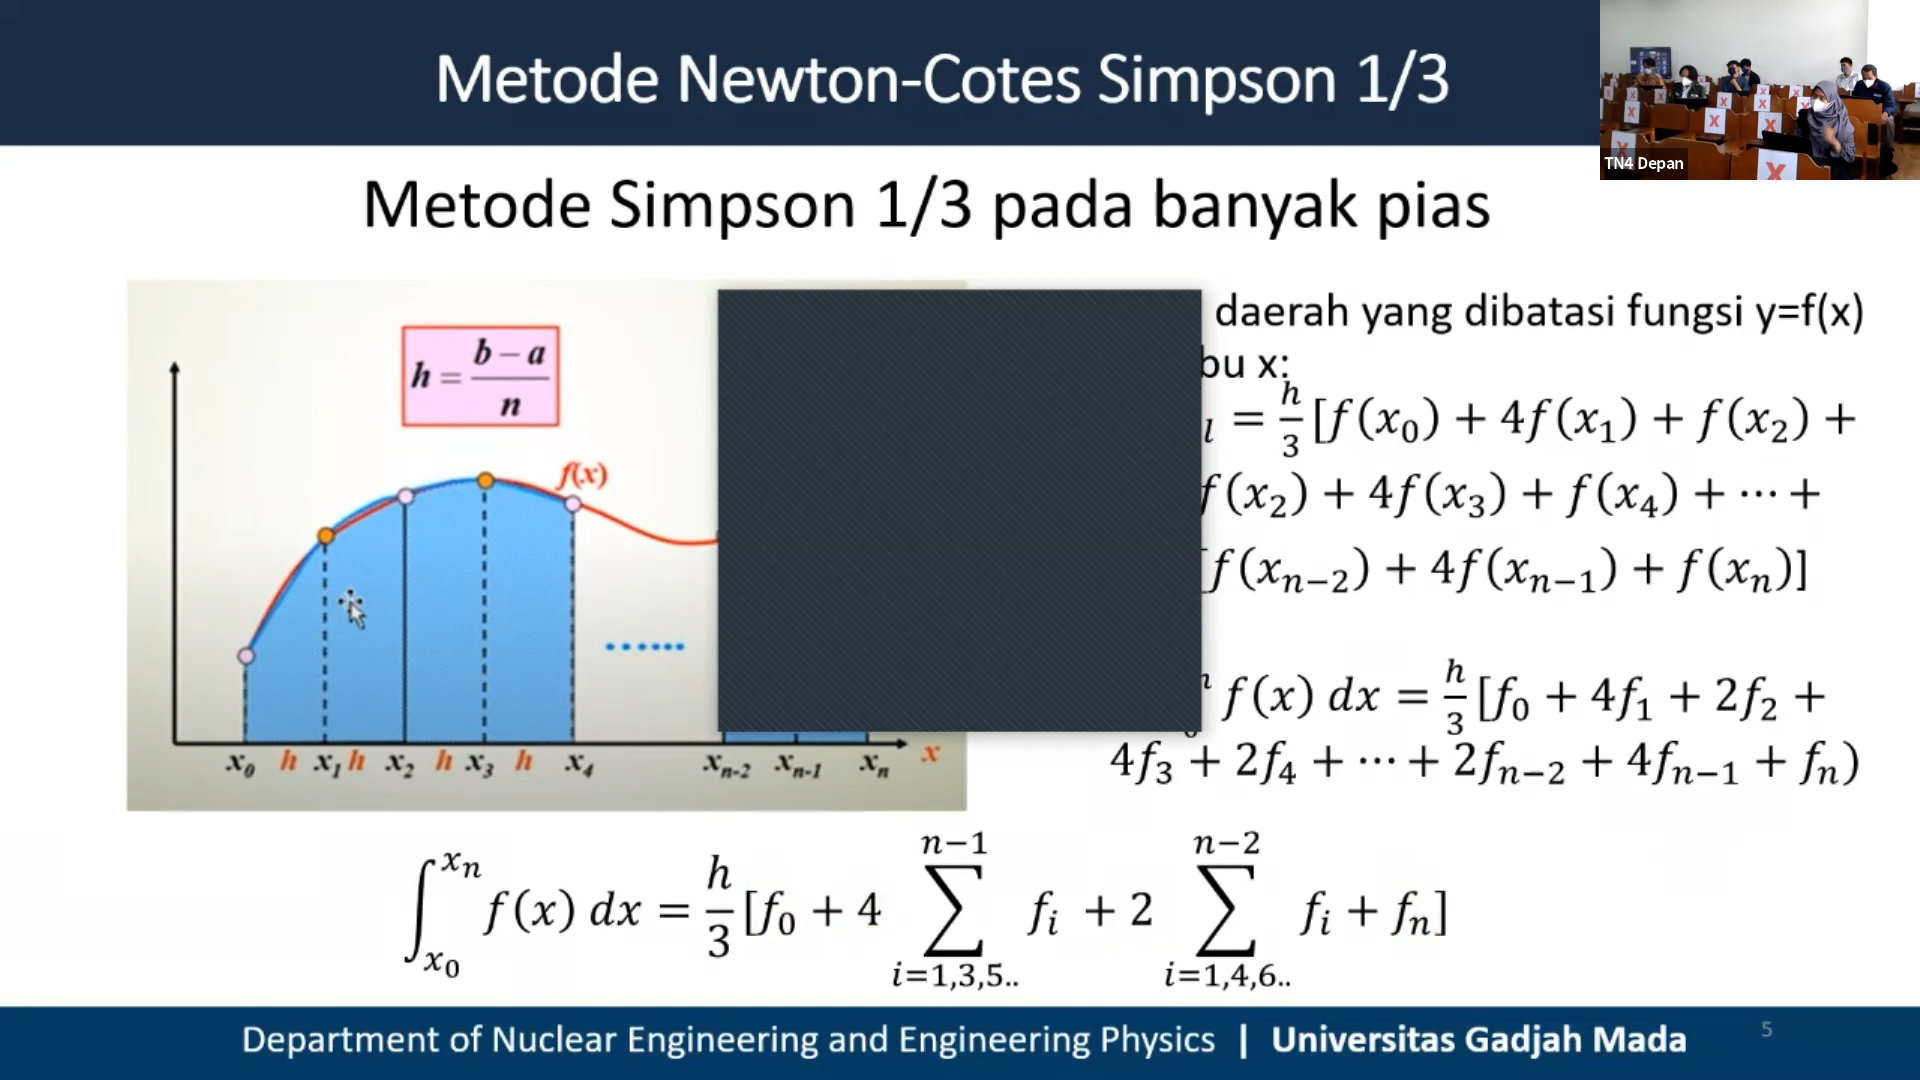 Metode Newton-Cotes Simpson 1/3
TN4 Depan
X X X X X X
Metode Simpson 1/3 pada banyak pias
h = b − a / n
f(x)
x₀ h x₁ h x₂ h x₃ h x₄ xₙ₋₂ xₙ₋₁ xₙ x
daerah yang dibatasi fungsi y=f(x)
bu x:
l = h/3 [f(x₀) + 4f(x₁) + f(x₂) +
f(x₂) + 4f(x₃) + f(x₄) + ⋯ +
[f(xₙ₋₂) + 4f(xₙ₋₁) + f(xₙ)]
f(x) dx = h/3 [f₀ + 4f₁ + 2f₂ +
4f₃ + 2f₄ + ⋯ + 2fₙ₋₂ + 4fₙ₋₁ + fₙ)
∫_{x₀}^{xₙ} f(x) dx = h/3 [f₀ + 4 ∑_{i=1,3,5..}^{n−1} fᵢ + 2 ∑_{i=1,4,6..}^{n−2} fᵢ + fₙ]
Department of Nuclear Engineering and Engineering Physics | Universitas Gadjah Mada
5